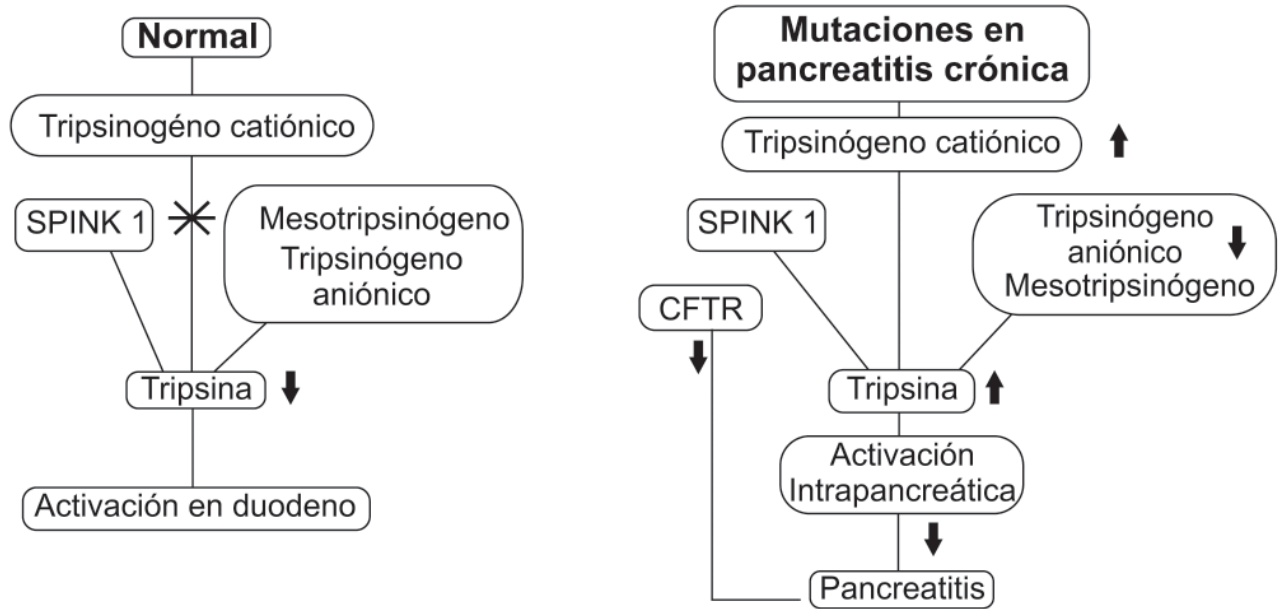 Normal
Tripsinogéno catiónico
SPINK 1
Mesotripsinógeno
Tripsinógeno
aniónico
Tripsina
Activación en duodeno
Mutaciones en
pancreatitis crónica
Tripsinógeno catiónico
SPINK 1
Tripsinógeno
aniónico
Mesotripsinógeno
CFTR
Tripsina
Activación
Intrapancreática
Pancreatitis